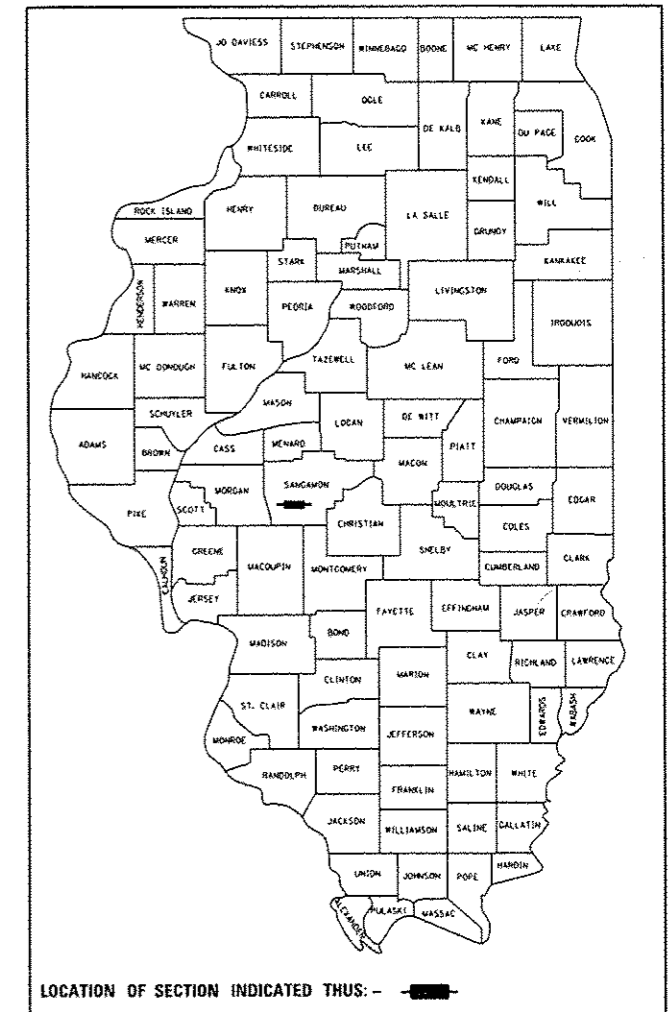 JO DAVIESS STEPHENSON WINNEBAGO BOONE MC HENRY LAKE
CARROLL OGLE DE KALB KANE DU PAGE COOK
WHITESIDE LEE KENDALL WILL
ROCK ISLAND HENRY BUREAU LA SALLE GRUNDY
MERCER PUTNAM KANKAKEE
STARK MARSHALL
HENDERSON WARREN KNOX PEORIA WOODFORD LIVINGSTON IROQUOIS
HANCOCK MC DONOUGH FULTON TAZEWELL MC LEAN FORD
SCHUYLER MASON LOGAN DE WITT CHAMPAIGN VERMILION
ADAMS BROWN CASS MENARD MACON PIATT
PIKE SCOTT MORGAN SANGAMON CHRISTIAN MOULTRIE DOUGLAS EDGAR
COLES
GREENE MACOUPIN MONTGOMERY SHELBY CUMBERLAND CLARK
CALHOUN JERSEY FAYETTE EFFINGHAM JASPER CRAWFORD
MADISON BOND CLAY RICHLAND LAWRENCE
CLINTON MARION
ST. CLAIR WASHINGTON WAYNE EDWARDS WABASH
MONROE JEFFERSON
RANDOLPH PERRY HAMILTON WHITE
FRANKLIN
JACKSON WILLIAMSON SALINE GALLATIN
UNION JOHNSON POPE HARDIN
ALEXANDER PULASKI MASSAC
LOCATION OF SECTION INDICATED THUS: -